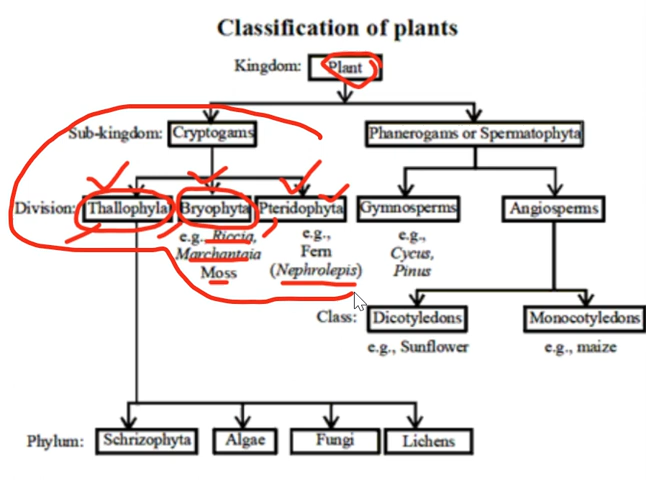 Classification of plants
Kingdom: Plant
Sub-kingdom: Cryptogams Phanerogams or Spermatophyta
Division: Thallophyla Bryophyta Pteridophyta Gymnosperms Angiosperms
e.g. Riccia, e.g., e.g.,
Marchantaia Fern Cycus,
Moss (Nephrolepis) Pinus
Class: Dicotyledons Monocotyledons
e.g., Sunflower e.g., maize
Phylum: Schrizophyta Algae Fungi Lichens